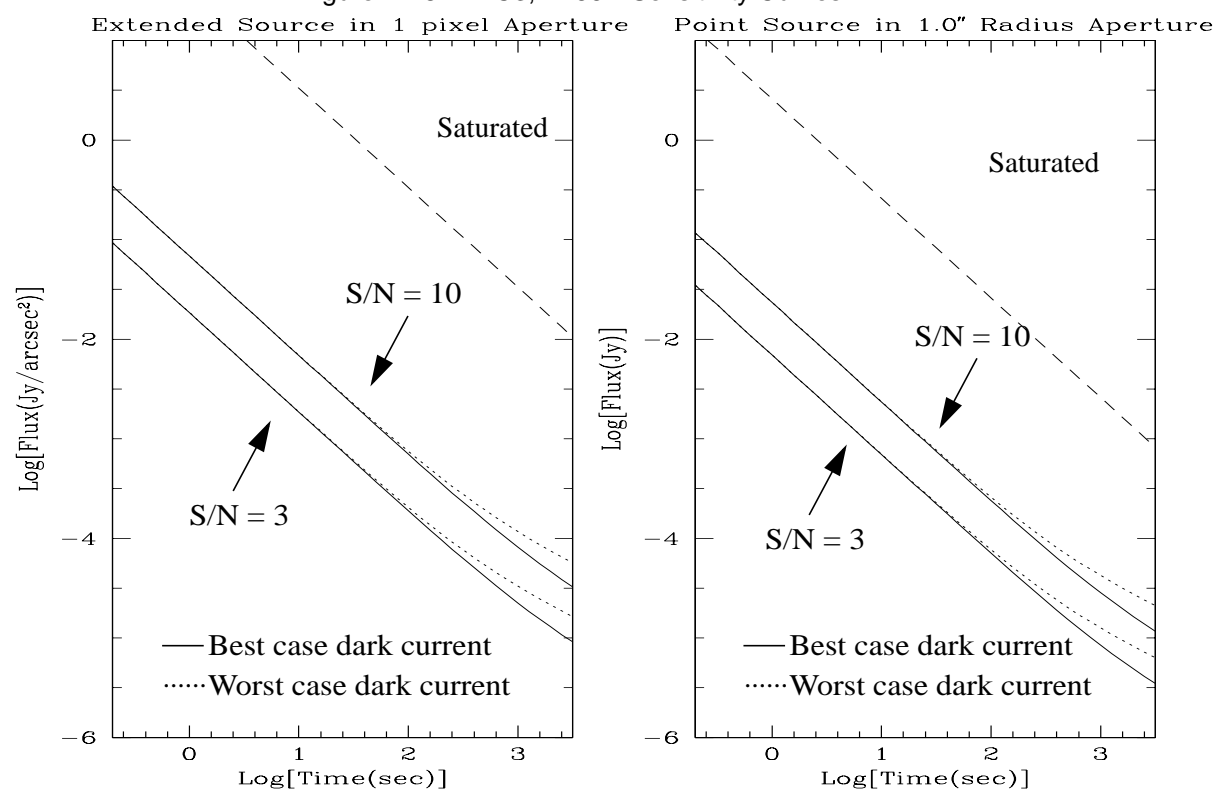 Extended Source in 1 pixel Aperture
Point Source in 1.0" Radius Aperture
Saturated
Saturated
0
0
Log[Flux(Jy/arcsec²)]
S/N = 10
Log[Flux(Jy)]
S/N = 10
−2
−2
S/N = 3
S/N = 3
−4
−4
Best case dark current
Worst case dark current
Best case dark current
Worst case dark current
−6
−6
0 1 2 3
0 1 2 3
Log[Time(sec)]
Log[Time(sec)]